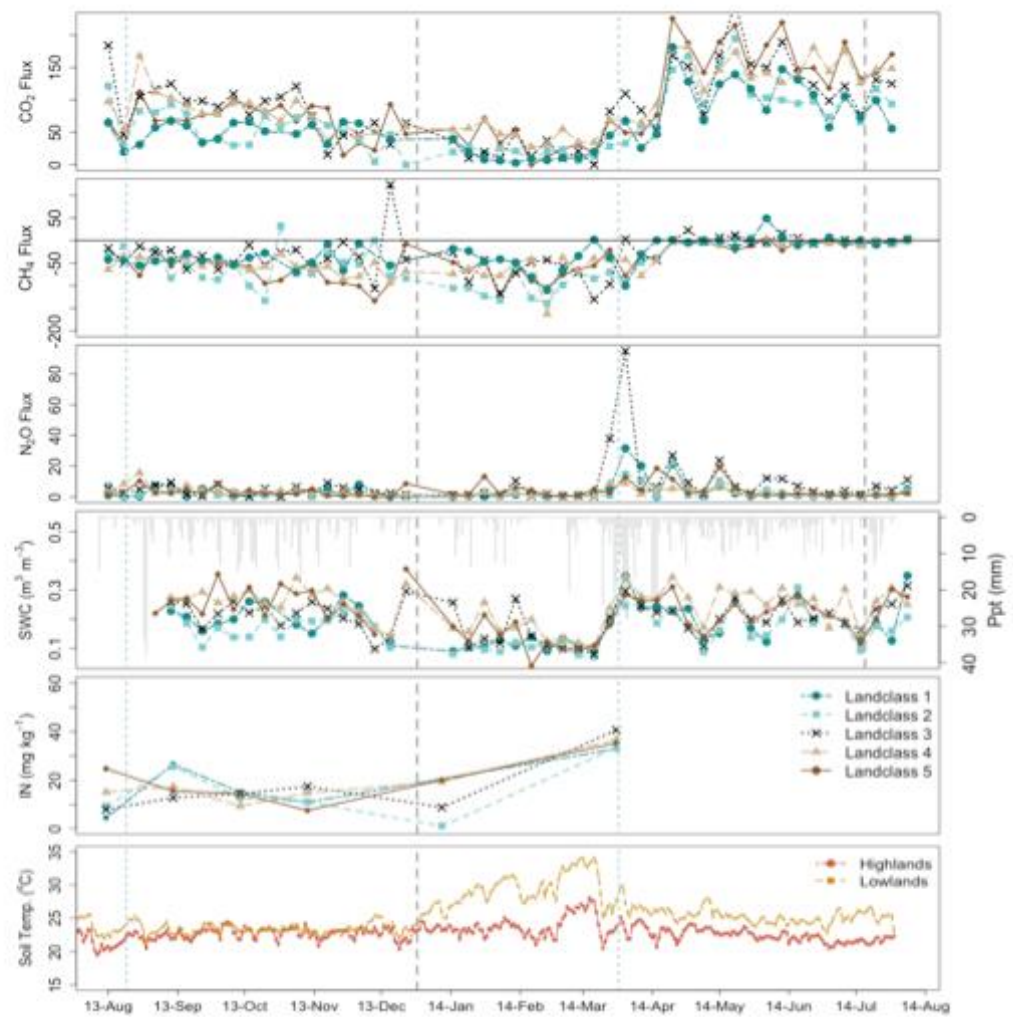 CO₂ Flux
150
50
0
CH₄ Flux
50
-50
-200
N₂O Flux
80
60
40
20
0
SWC (m³ m⁻³)
0.5
0.3
0.1
Ppt (mm)
0
10
20
30
40
IN (mg kg⁻¹)
60
40
20
0
Landclass 1
Landclass 2
Landclass 3
Landclass 4
Landclass 5
Soil Temp. (°C)
35
30
25
20
15
Highlands
Lowlands
13-Aug 13-Sep 13-Oct 13-Nov 13-Dec 14-Jan 14-Feb 14-Mar 14-Apr 14-May 14-Jun 14-Jul 14-Aug